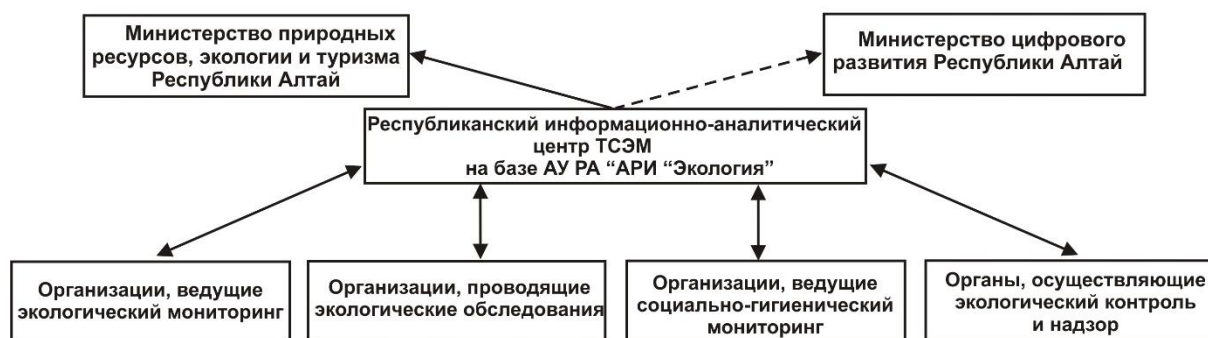 Министерство природных
ресурсов, экологии и туризма
Республики Алтай
Министерство цифрового
развития Республики Алтай
Республиканский информационно-аналитический
центр ТСЭМ
на базе АУ РА “АРИ “Экология”
Организации, ведущие
экологический мониторинг
Организации, проводящие
экологические обследования
Организации, ведущие
социально-гигиенический
мониторинг
Органы, осуществляющие
экологический контроль
и надзор